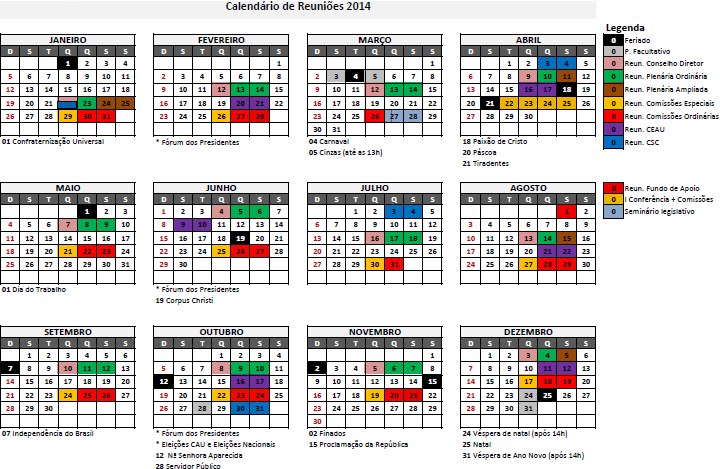 Calendário de Reuniões 2014
JANEIRO
D S T Q Q S S
1 2 3 4
5 6 7 8 9 10 11
12 13 14 15 16 17 18
19 20 21 23 24 25
26 27 28 29 30 31
01 Confraternização Universal
FEVEREIRO
D S T Q Q S S
1
2 3 4 5 6 7 8
9 10 11 12 13 14 15
16 17 18 19 20 21 22
23 24 25 26 27 28
* Fórum dos Presidentes
MARÇO
D S T Q Q S S
1
2 3 4 5 6 7 8
9 10 11 12 13 14 15
16 17 18 19 20 21 22
23 24 25 26 27 28 29
30 31
04 Carnaval
05 Cinzas (até as 13h)
ABRIL
D S T Q Q S S
1 2 3 4 5
6 7 8 9 10 11 12
13 14 15 16 17 18 19
20 21 22 23 24 25 26
27 28 29 30
18 Paixão de Cristo
20 Páscoa
21 Tiradentes
Legenda
0 Feriado
0 P. Facultativo
0 Reun. Conselho Diretor
0 Reun. Plenária Ordinária
0 Reun. Plenária Ampliada
0 Reun. Comissões Especiais
0 Reun. Comissões Ordinárias
0 Reun. CEAU
0 Reun. CSC
0 Reun. Fundo de Apoio
0 I Conferência + Comissões
0 Seminário legislativo
MAIO
D S T Q Q S S
1 2 3
4 5 6 7 8 9 10
11 12 13 14 15 16 17
18 19 20 21 22 23 24
25 26 27 28 29 30 31
01 Dia do Trabalho
JUNHO
D S T Q Q S S
1 2 3 4 5 6 7
8 9 10 11 12 13 14
15 16 17 18 19 20 21
22 23 24 25 26 27 28
29 30
* Fórum dos Presidentes
19 Corpus Christi
JULHO
D S T Q Q S S
1 2 3 4 5
6 7 8 9 10 11 12
13 14 15 16 17 18 19
20 21 22 23 24 25 26
27 28 29 30 31
AGOSTO
D S T Q Q S S
1 2
3 4 5 6 7 8 9
10 11 12 13 14 15 16
17 18 19 20 21 22 23
24 25 26 27 28 29 30
SETEMBRO
D S T Q Q S S
1 2 3 4 5 6
7 8 9 10 11 12 13
14 15 16 17 18 19 20
21 22 23 24 25 26 27
28 29 30
07 Independência do Brasil
OUTUBRO
D S T Q Q S S
1 2 3 4
5 6 7 8 9 10 11
12 13 14 15 16 17 18
19 20 21 22 23 24 25
26 27 28 29 30 31
* Fórum dos Presidentes
* Eleições CAU e Eleições Nacionais
12 Nª Senhora Aparecida
28 Servidor Público
NOVEMBRO
D S T Q Q S S
1
2 3 4 5 6 7 8
9 10 11 12 13 14 15
16 17 18 19 20 21 22
23 24 25 26 27 28 29
30
02 Finados
15 Proclamação da República
DEZEMBRO
D S T Q Q S S
1 2 3 4 5 6
7 8 9 10 11 12 13
14 15 16 17 18 19 20
21 22 23 24 25 26 27
28 29 30 31
24 Véspera de natal (após 14h)
25 Natal
31 Véspera de Ano Novo (após 14h)